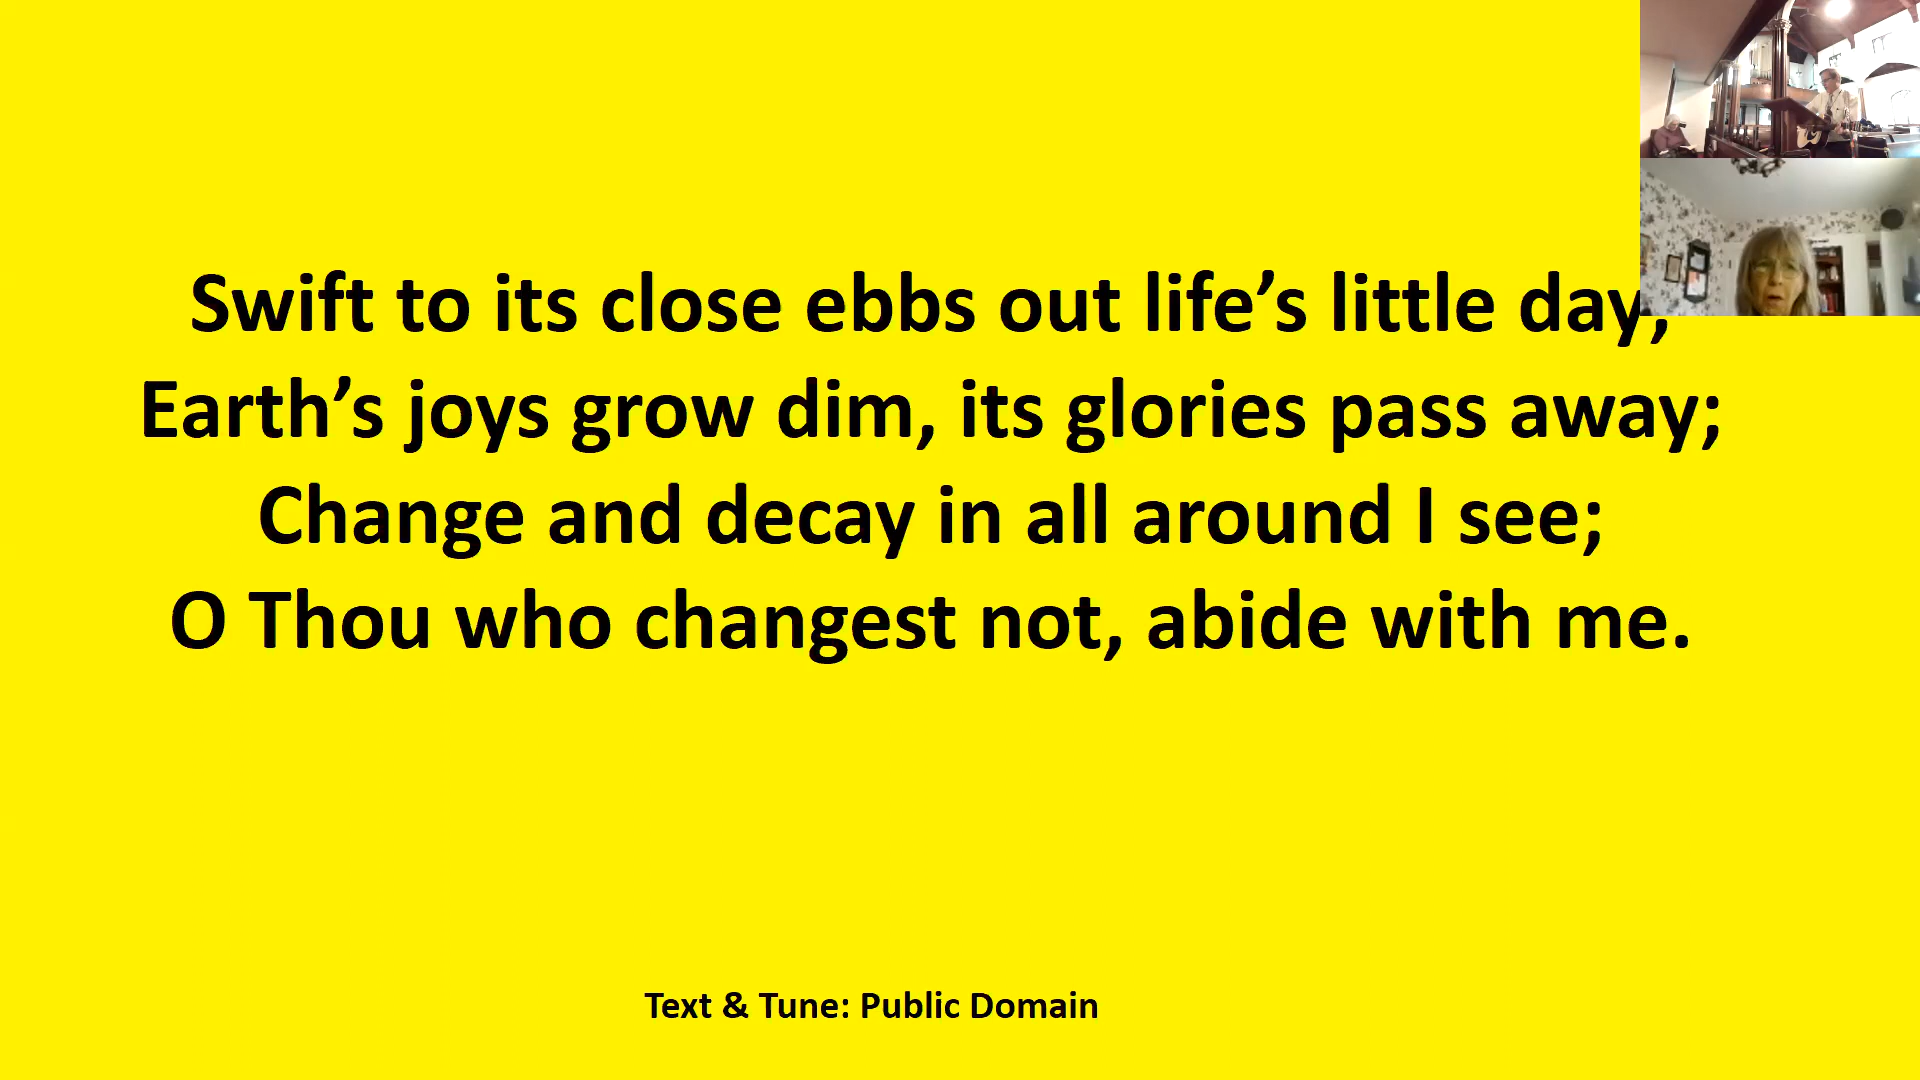 Swift to its close ebbs out life’s little day,
Earth’s joys grow dim, its glories pass away;
Change and decay in all around I see;
O Thou who changest not, abide with me.
Text & Tune: Public Domain